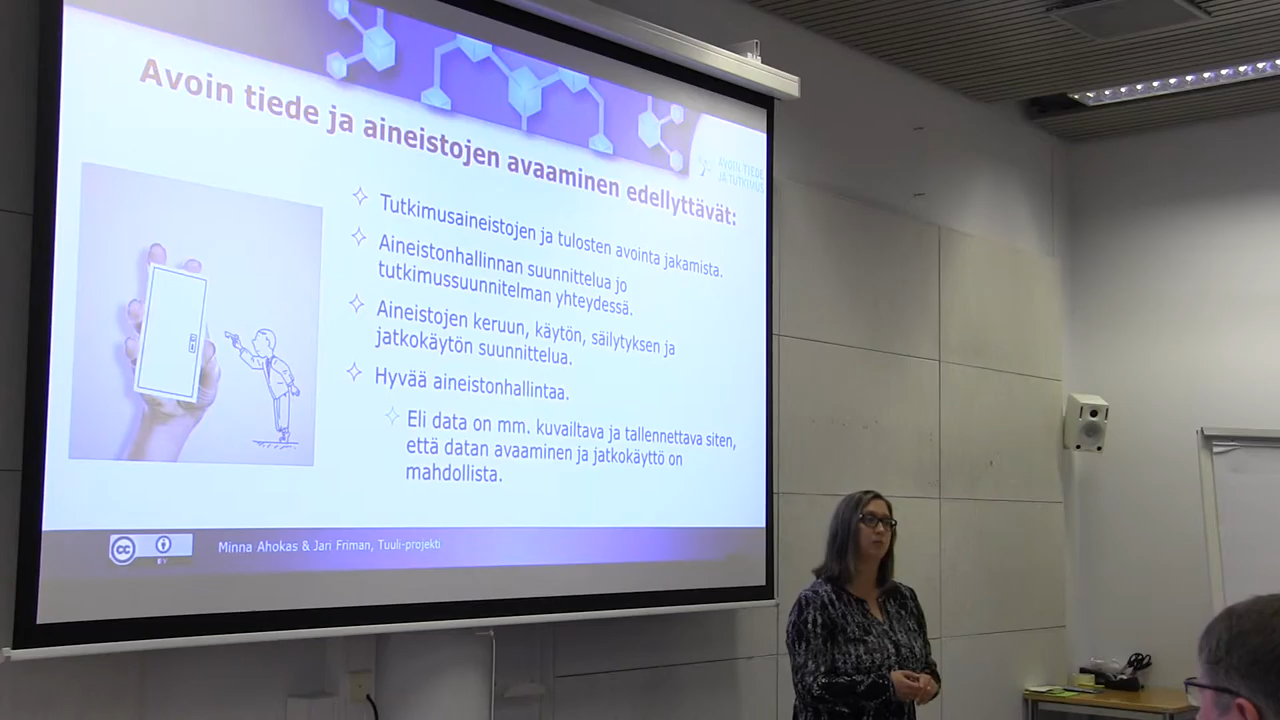 Avoin tiede ja aineistojen avaaminen edellyttävät:
AVOIN TIEDE
JA TUTKIMUS
Tutkimusaineistojen ja tulosten avointa jakamista.
Aineistonhallinnan suunnittelua jo
tutkimussuunnitelman yhteydessä.
Aineistojen keruun, käytön, säilytyksen ja
jatkokäytön suunnittelua.
Hyvää aineistonhallintaa.
Eli data on mm. kuvailtava ja tallennettava siten,
että datan avaaminen ja jatkokäyttö on
mahdollista.
cc
BY
Minna Ahokas & Jari Friman, Tuuli-projekti